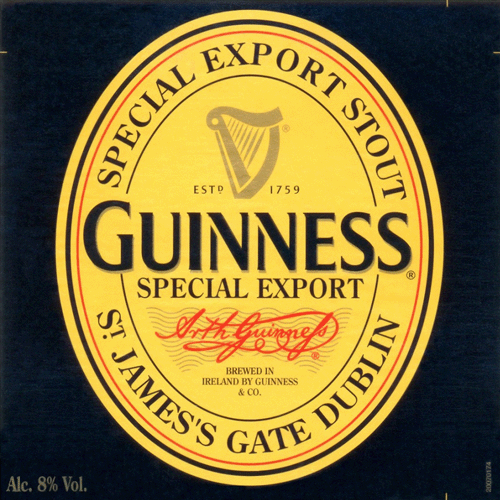 SPECIAL EXPORT STOUT
ESTD 1759
GUINNESS
SPECIAL EXPORT
Arth Guinness
BREWED IN
IRELAND BY GUINNESS
& CO.
ST. JAMES'S GATE DUBLIN
Alc. 8% Vol.